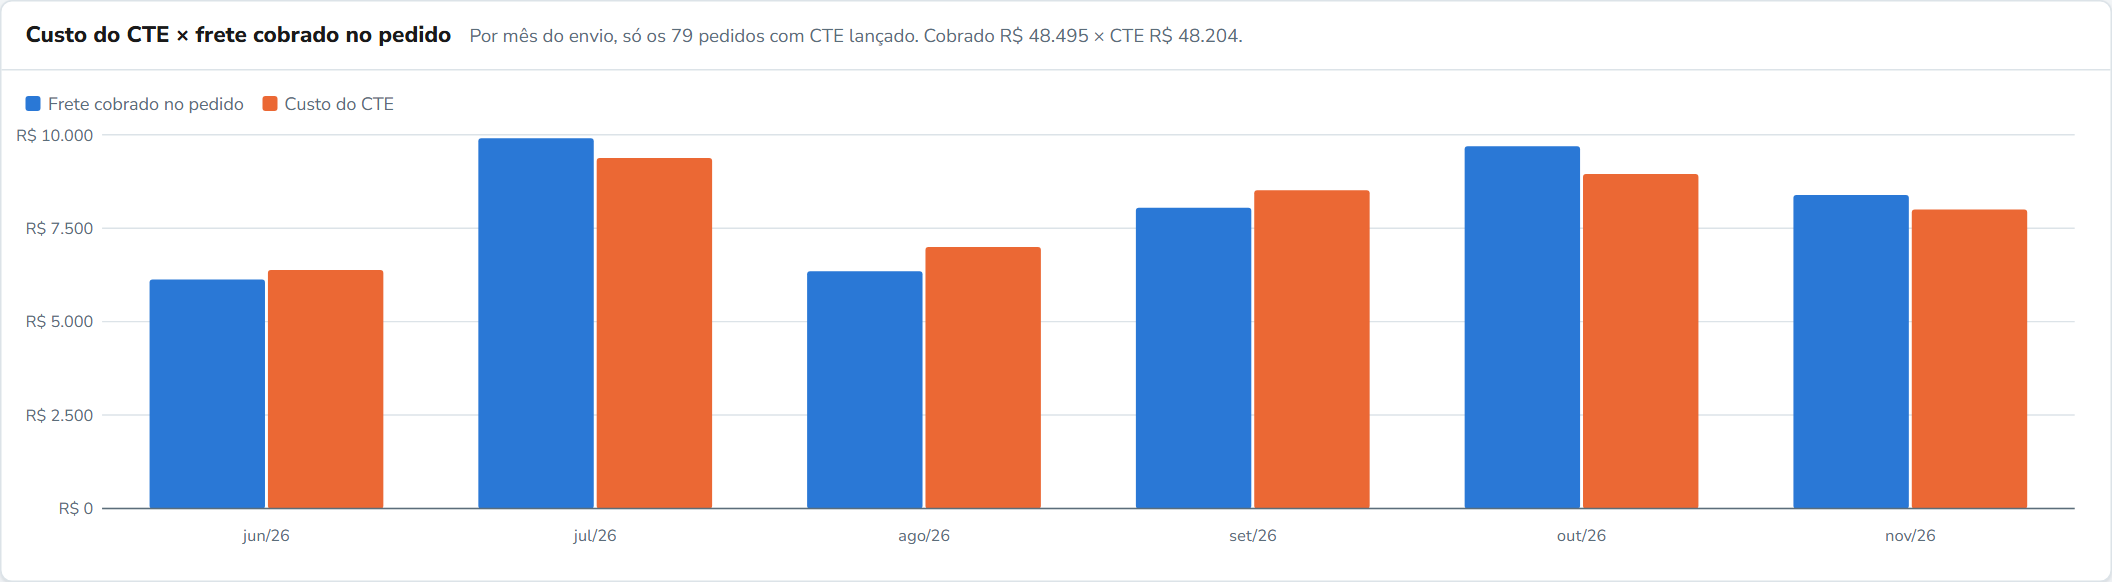 Custo do CTE × frete cobrado no pedido Por mês do envio, só os 79 pedidos com CTE lançado. Cobrado R$ 48.495 × CTE R$ 48.204.
Frete cobrado no pedido Custo do CTE
R$ 10.000
R$ 7.500
R$ 5.000
R$ 2.500
R$ 0
jun/26 jul/26 ago/26 set/26 out/26 nov/26